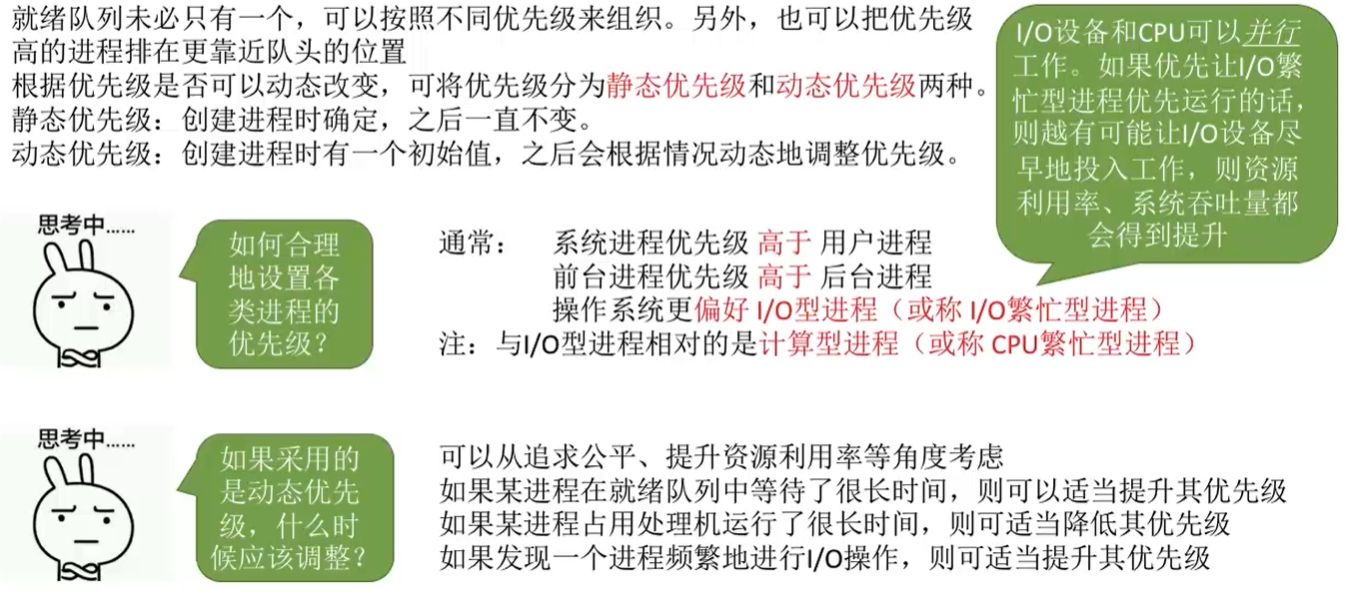 就绪队列未必只有一个，可以按照不同优先级来组织。另外，也可以把优先级
高的进程排在更靠近队头的位置
根据优先级是否可以动态改变，可将优先级分为静态优先级和动态优先级两种。
静态优先级：创建进程时确定，之后一直不变。
动态优先级：创建进程时有一个初始值，之后会根据情况动态地调整优先级。
I/O设备和CPU可以并行
工作。如果优先让I/O繁
忙型进程优先运行的话，
则越有可能让I/O设备尽
早地投入工作，则资源
利用率、系统吞吐量都
会得到提升
思考中……
如何合理
地设置各
类进程的
优先级？
通常： 系统进程优先级 高于 用户进程
前台进程优先级 高于 后台进程
操作系统更偏好 I/O型进程（或称 I/O繁忙型进程）
注：与I/O型进程相对的是计算型进程（或称 CPU繁忙型进程）
思考中……
如果采用的
是动态优先
级，什么时
候应该调整？
可以从追求公平、提升资源利用率等角度考虑
如果某进程在就绪队列中等待了很长时间，则可以适当提升其优先级
如果某进程占用处理机运行了很长时间，则可适当降低其优先级
如果发现一个进程频繁地进行I/O操作，则可适当提升其优先级